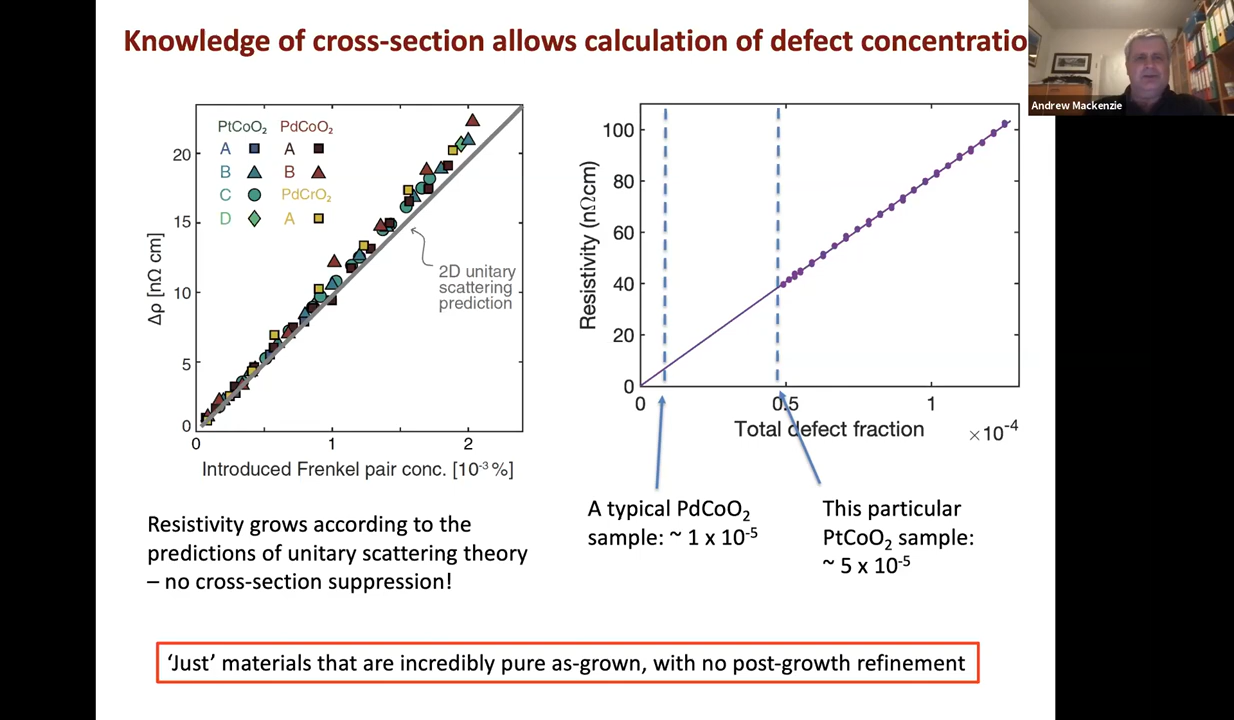 Knowledge of cross-section allows calculation of defect concentratio
Andrew Mackenzie
PtCoO₂ PdCoO₂
A A
B B
C PdCrO₂
D A
20
15
10
5
0
Δρ [nΩ cm]
0 1 2
Introduced Frenkel pair conc. [10⁻³ %]
2D unitary
scattering
prediction
100
80
60
40
20
0
Resistivity (nΩcm)
0 0.5 1
Total defect fraction ×10⁻⁴
Resistivity grows according to the
predictions of unitary scattering theory
– no cross-section suppression!
A typical PdCoO₂
sample: ~ 1 x 10⁻⁵
This particular
PtCoO₂ sample:
~ 5 x 10⁻⁵
‘Just’ materials that are incredibly pure as-grown, with no post-growth refinement